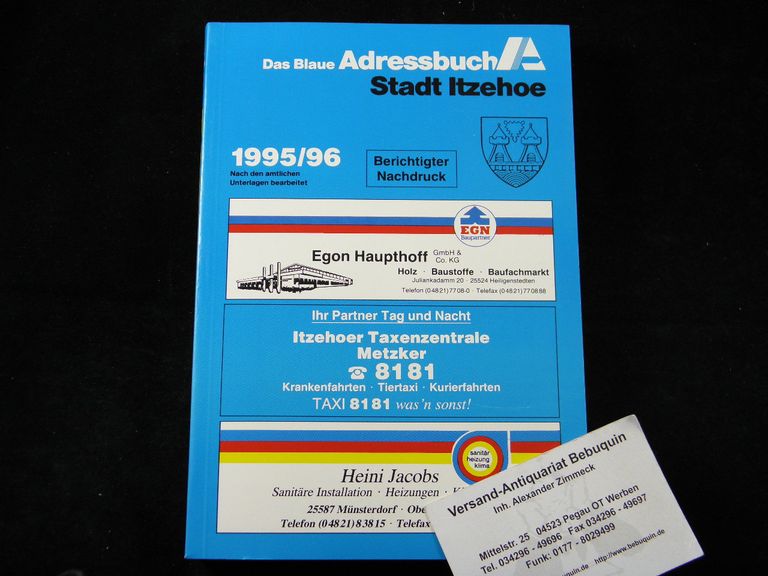 Das Blaue Adressbuch
Stadt Itzehoe
1995/96
Nach den amtlichen
Unterlagen bearbeitet
Berichtigter
Nachdruck
EGN
Baupartner
Egon Haupthoff GmbH &
Co. KG
Holz · Baustoffe · Baufachmarkt
Juliankadamm 20 · 25524 Heiligenstedten
Telefon (04821) 7708-0 · Telefax (04821) 770888
Ihr Partner Tag und Nacht
Itzehoer Taxenzentrale
Metzker
☎ 8181
Krankenfahrten · Tiertaxi · Kurierfahrten
TAXI 8181 was'n sonst!
sanitär
heizung
klima
Heini Jacobs
Sanitäre Installation · Heizungen ·
25587 Münsterdorf ·
Telefon (04821) 83815 · Telefax
Versand-Antiquariat Bebuquin
Inh. Alexander Zimmeck
Mittelstr. 25 04523 Pegau OT Werben
Tel. 034296 - 49696 Fax 034296 - 49697
Funk: 0177 - 8029499
http://www.bebuquin.de